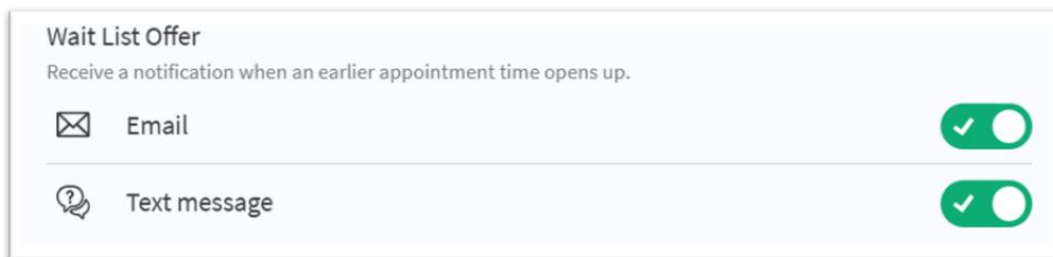 Wait List Offer
Receive a notification when an earlier appointment time opens up.
Email
Text message